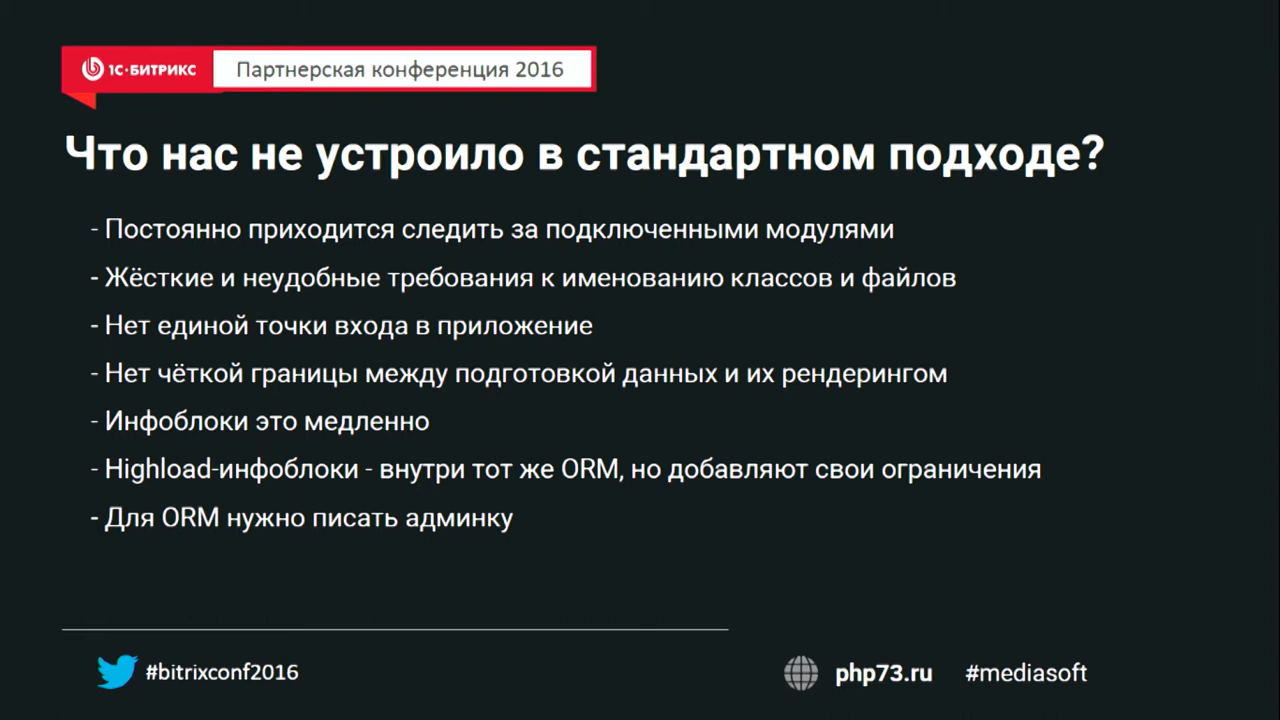 1С-БИТРИКС Партнерская конференция 2016
Что нас не устроило в стандартном подходе?
- Постоянно приходится следить за подключенными модулями
- Жёсткие и неудобные требования к именованию классов и файлов
- Нет единой точки входа в приложение
- Нет чёткой границы между подготовкой данных и их рендерингом
- Инфоблоки это медленно
- Highload-инфоблоки - внутри тот же ORM, но добавляют свои ограничения
- Для ORM нужно писать админку
#bitrixconf2016 php73.ru #mediasoft